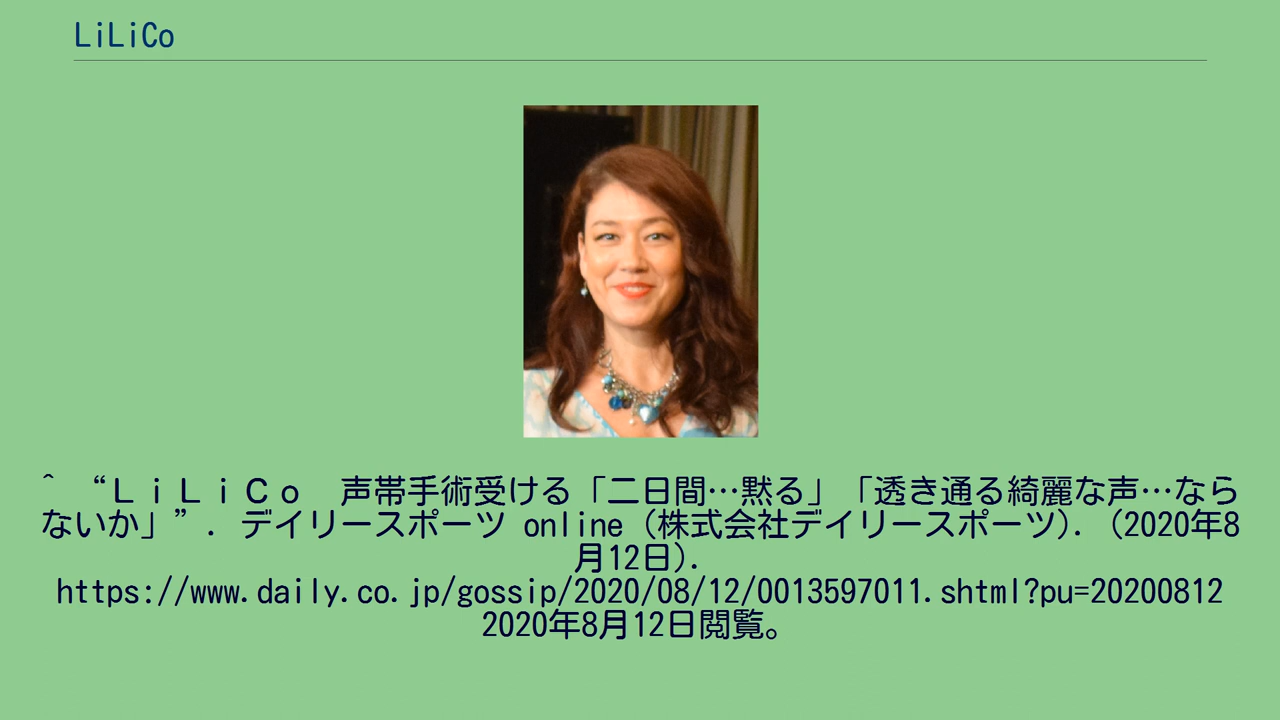 LiLiCo
^ “ＬｉＬｉＣｏ　声帯手術受ける「二日間…黙る」「透き通る綺麗な声…なら
ないか」”. デイリースポーツ online (株式会社デイリースポーツ). (2020年8
月12日).
https://www.daily.co.jp/gossip/2020/08/12/0013597011.shtml?pu=20200812
2020年8月12日閲覧。